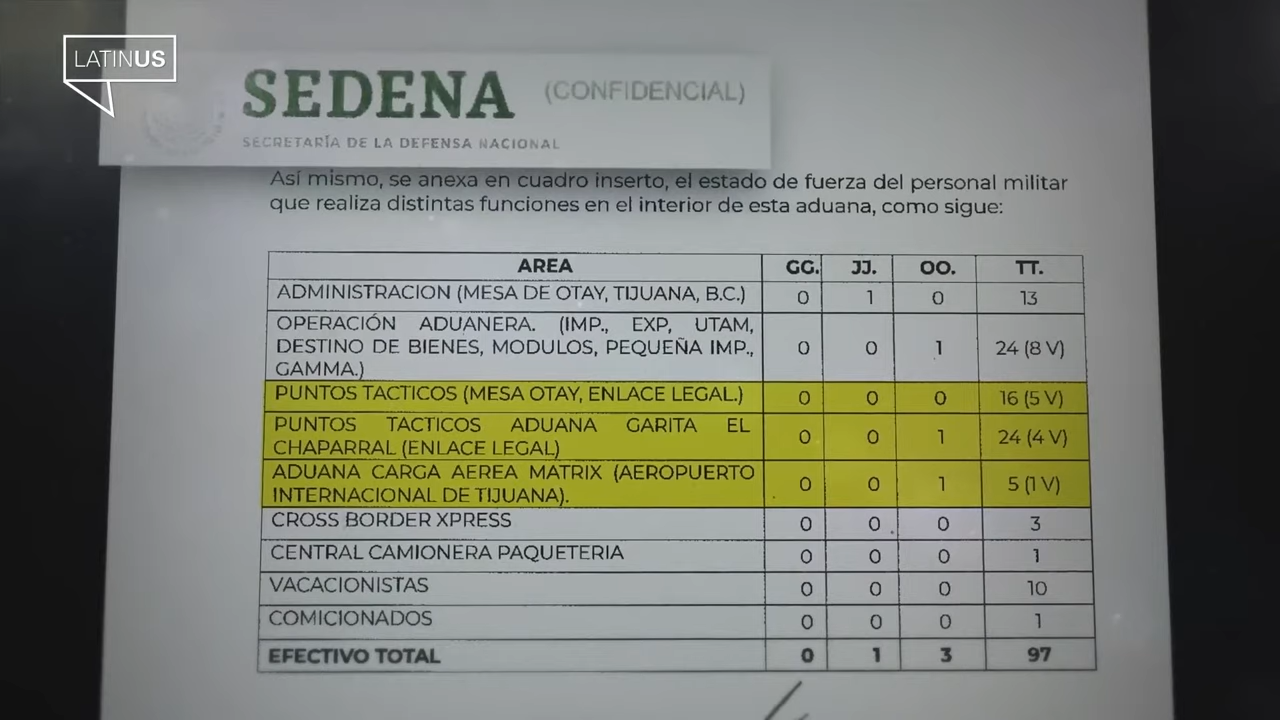 LATINUS
SEDENA (CONFIDENCIAL)
SECRETARÍA DE LA DEFENSA NACIONAL
Así mismo, se anexa en cuadro inserto, el estado de fuerza del personal militar
que realiza distintas funciones en el interior de esta aduana, como sigue:
AREA GG. JJ. OO. TT.
ADMINISTRACION (MESA DE OTAY, TIJUANA, B.C.) 0 1 0 13
OPERACIÓN ADUANERA. (IMP., EXP, UTAM,
DESTINO DE BIENES, MODULOS, PEQUEÑA IMP., 0 0 1 24 (8 V)
GAMMA.)
PUNTOS TACTICOS (MESA OTAY, ENLACE LEGAL.) 0 0 0 16 (5 V)
PUNTOS TACTICOS ADUANA GARITA EL
CHAPARRAL (ENLACE LEGAL) 0 0 1 24 (4 V)
ADUANA CARGA AEREA MATRIX (AEROPUERTO
INTERNACIONAL DE TIJUANA). 0 0 1 5 (1 V)
CROSS BORDER XPRESS 0 0 0 3
CENTRAL CAMIONERA PAQUETERIA 0 0 0 1
VACACIONISTAS 0 0 0 10
COMICIONADOS 0 0 0 1
EFECTIVO TOTAL 0 1 3 97